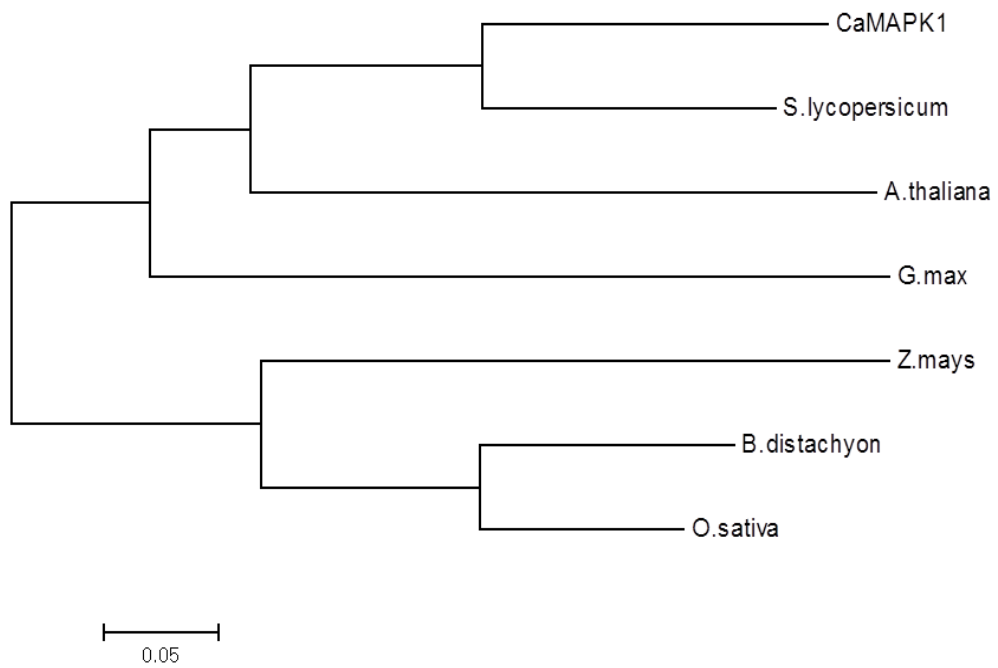 CaMAPK1
S.lycopersicum
A.thaliana
G.max
Z.mays
B.distachyon
O.sativa
0.05